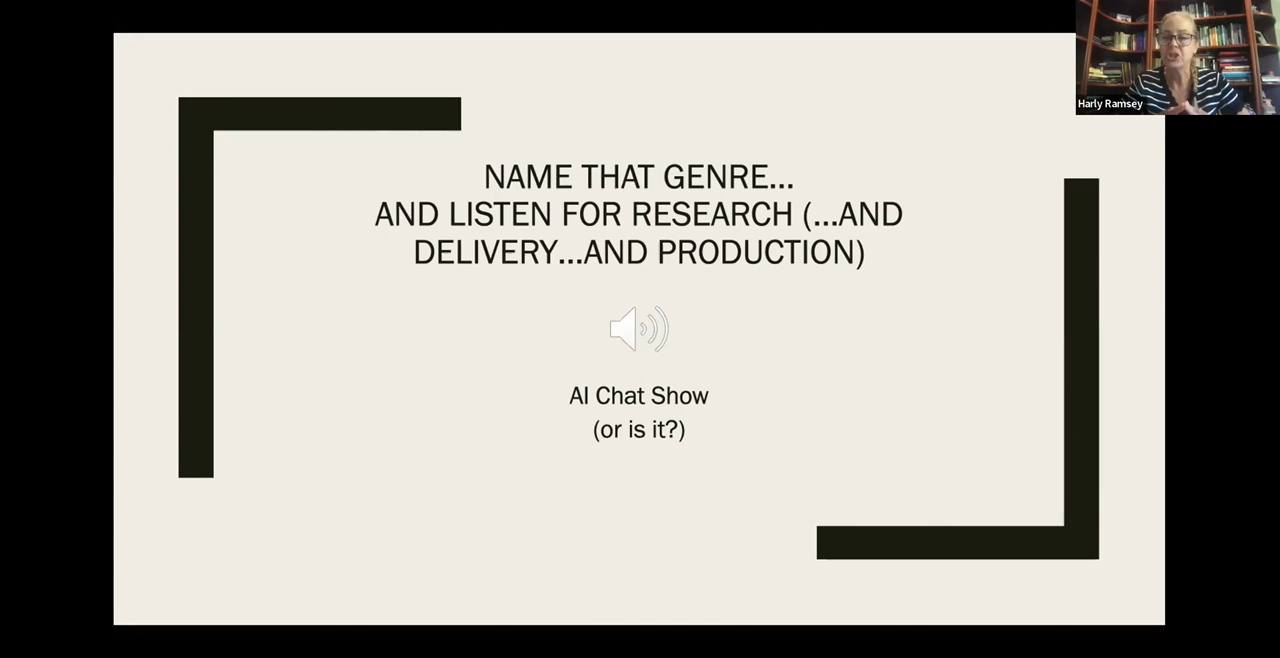 Harly Ramsey
NAME THAT GENRE...
AND LISTEN FOR RESEARCH (...AND
DELIVERY...AND PRODUCTION)
AI Chat Show
(or is it?)